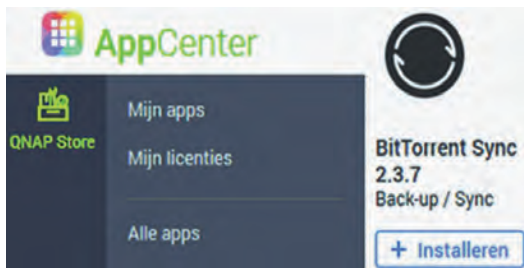 AppCenter
QNAP Store
Mijn apps
Mijn licenties
Alle apps
BitTorrent Sync
2.3.7
Back-up / Sync
+ Installeren